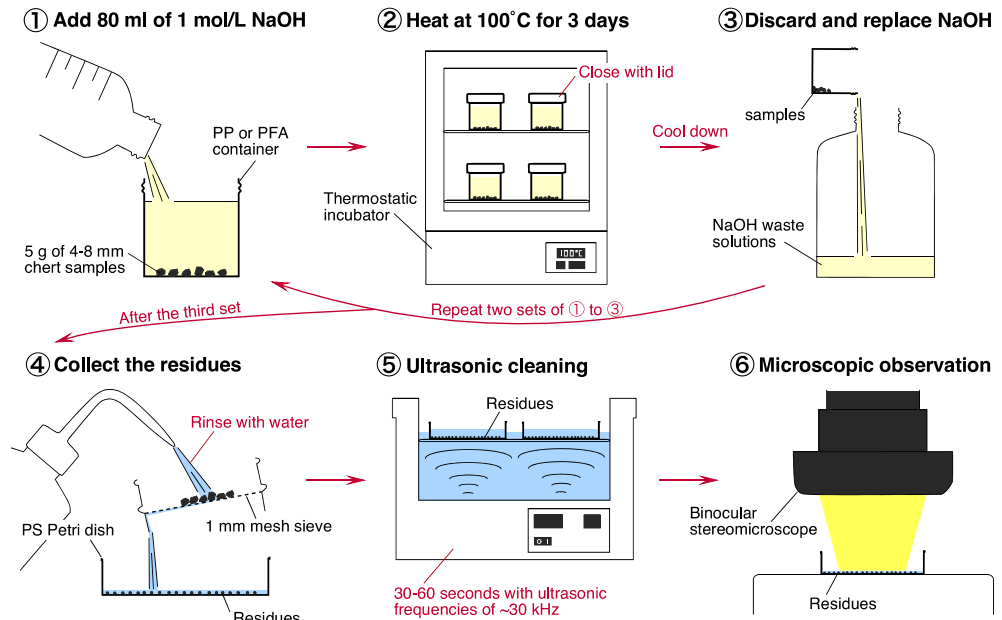 ① Add 80 ml of 1 mol/L NaOH
PP or PFA
container
5 g of 4-8 mm
chert samples
② Heat at 100˚C for 3 days
Close with lid
Thermostatic
incubator
100°C
Cool down
③ Discard and replace NaOH
samples
NaOH waste
solutions
Repeat two sets of ① to ③
After the third set
④ Collect the residues
Rinse with water
1 mm mesh sieve
PS Petri dish
Residues
⑤ Ultrasonic cleaning
Residues
30-60 seconds with ultrasonic
frequencies of ~30 kHz
⑥ Microscopic observation
Binocular
stereomicroscope
Residues